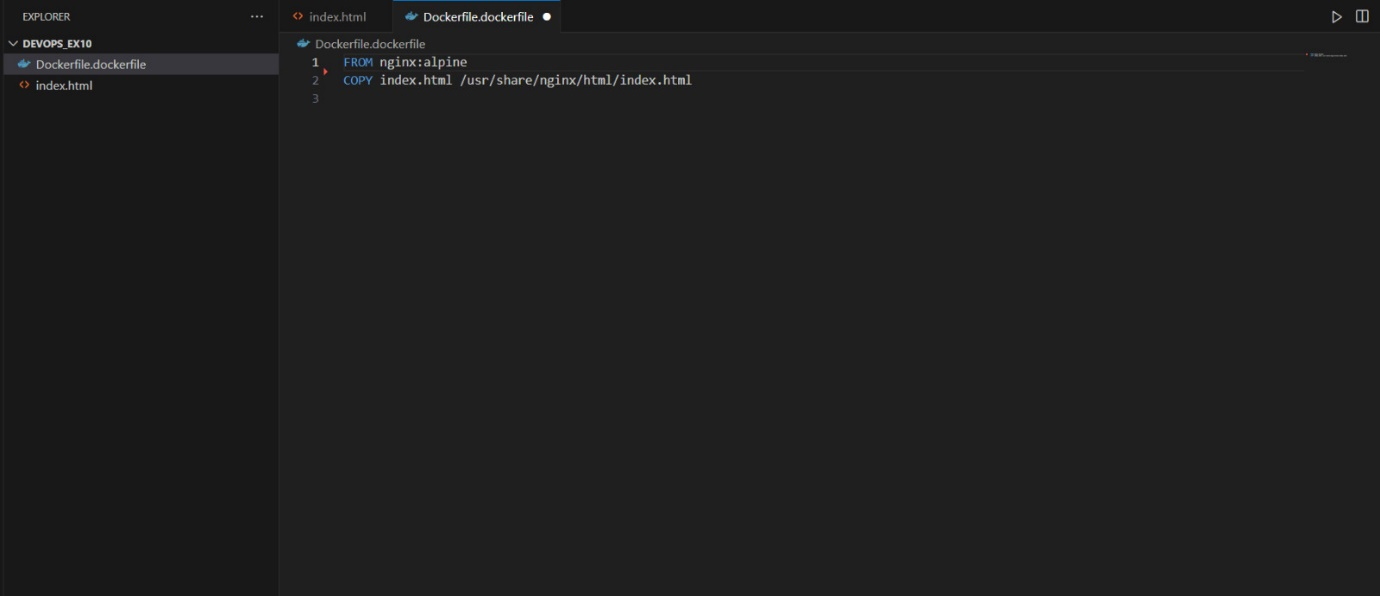 EXPLORER
DEVOPS_EX10
Dockerfile.dockerfile
index.html
index.html
Dockerfile.dockerfile
Dockerfile.dockerfile
1 FROM nginx:alpine
2 COPY index.html /usr/share/nginx/html/index.html
3